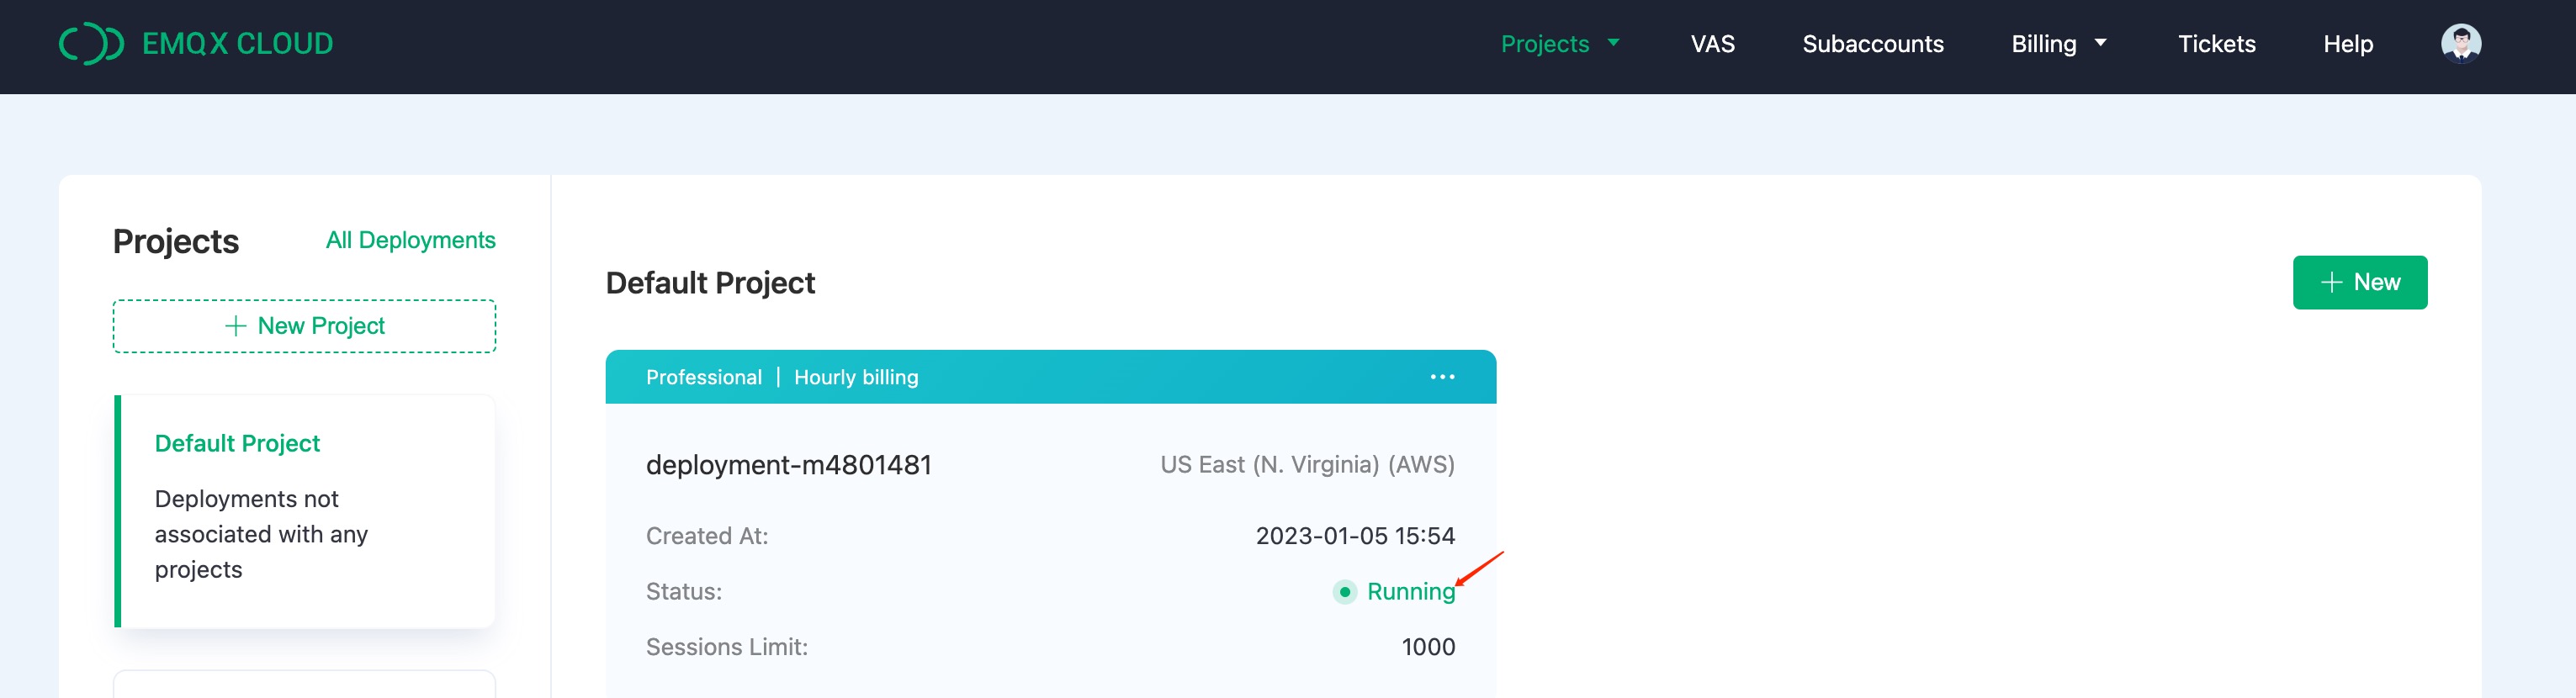 EMQX CLOUD
Projects VAS Subaccounts Billing Tickets Help
Projects All Deployments
+ New Project
Default Project
Deployments not
associated with any
projects
Default Project
+ New
Professional | Hourly billing ...
deployment-m4801481 US East (N. Virginia) (AWS)
Created At: 2023-01-05 15:54
Status: Running
Sessions Limit: 1000